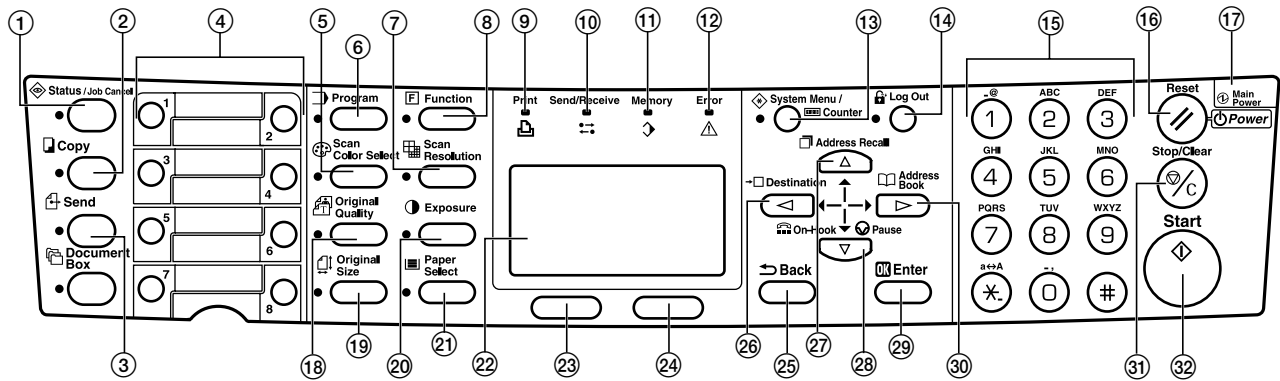 ① ② ③ ④ ⑤ ⑥ ⑦ ⑧ ⑨ ⑩ ⑪ ⑫ ⑬ ⑭ ⑮ ⑯ ⑰
Status / Job Cancel
Copy
Send
Document
Box
1
2
3
4
5
6
7
8
Program
F Function
Scan
Color Select
Scan
Resolution
Original
Quality
Exposure
Original
Size
Paper
Select
Print
Send/Receive
Memory
Error
System Menu /
Counter
Log Out
Address Recall
Destination
Address
Book
On-Hook
Pause
Back
OK Enter
.@
ABC
DEF
1
2
3
GHI
JKL
MNO
4
5
6
PQRS
TUV
WXYZ
7
8
9
a↔A
-,
*.
0
#
Reset
Main
Power
Power
Stop/Clear
/C
Start
⑱ ⑲ ⑳ ㉑ ㉒ ㉓ ㉔ ㉕ ㉖ ㉗ ㉘ ㉙ ㉚ ㉛ ㉜